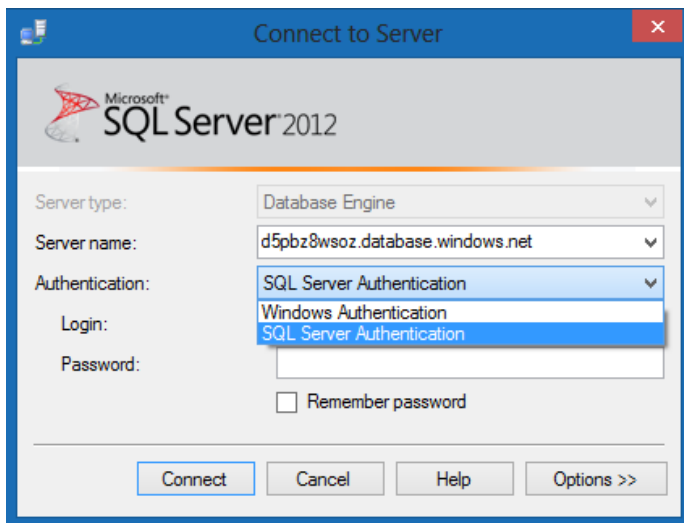 Connect to Server
Microsoft®
SQL Server® 2012
Server type: Database Engine
Server name: d5pbz8wsoz.database.windows.net
Authentication: SQL Server Authentication
Windows Authentication
Login: SQL Server Authentication
Password:
Remember password
Connect Cancel Help Options >>